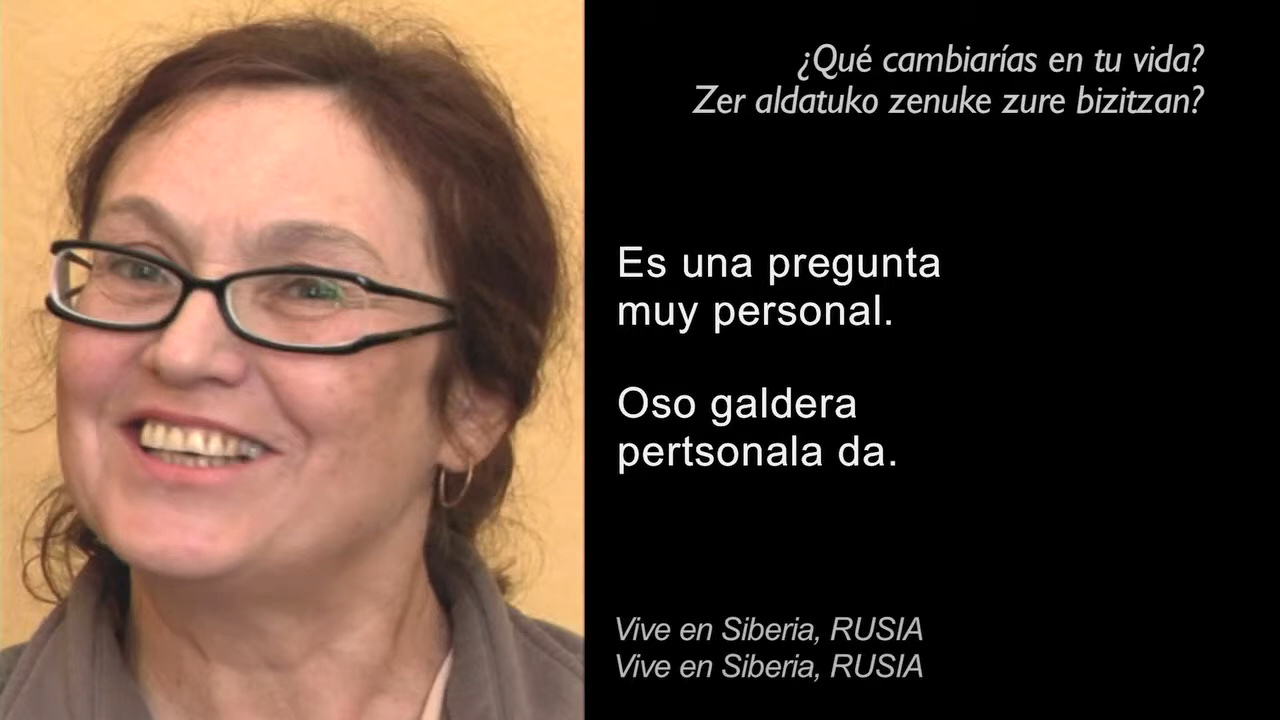 ¿Qué cambiarías en tu vida?
Zer aldatuko zenuke zure bizitzan?
Es una pregunta
muy personal.
Oso galdera
pertsonala da.
Vive en Siberia, RUSIA
Vive en Siberia, RUSIA